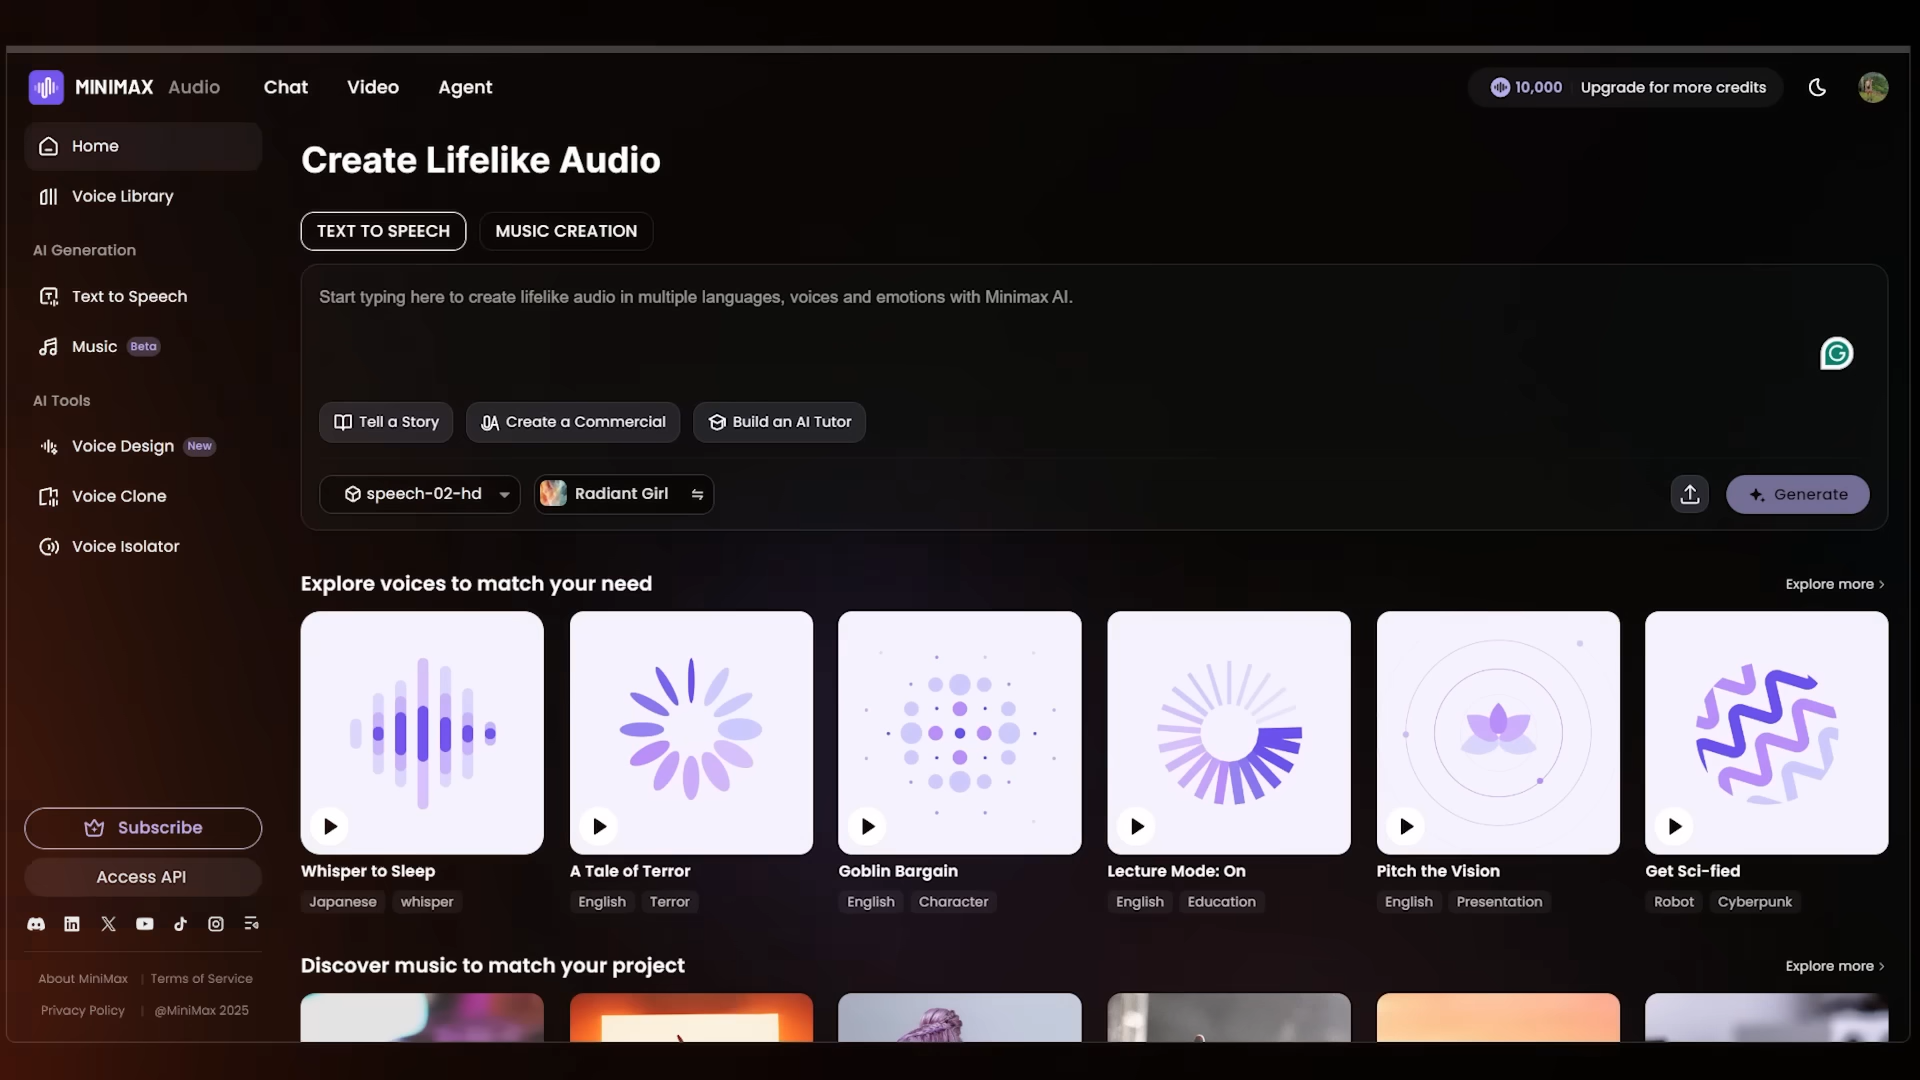 MINIMAX Audio Chat Video Agent
10,000 Upgrade for more credits
Home
Voice Library
AI Generation
Text to Speech
Music Beta
AI Tools
Voice Design New
Voice Clone
Voice Isolator
Subscribe
Access API
About MiniMax | Terms of Service
Privacy Policy | @MiniMax 2025
Create Lifelike Audio
TEXT TO SPEECH MUSIC CREATION
Start typing here to create lifelike audio in multiple languages, voices and emotions with Minimax AI.
Tell a Story Create a Commercial Build an AI Tutor
speech-02-hd Radiant Girl Generate
Explore voices to match your need Explore more >
Whisper to Sleep
Japanese whisper
A Tale of Terror
English Terror
Goblin Bargain
English Character
Lecture Mode: On
English Education
Pitch the Vision
English Presentation
Get Sci-fied
Robot Cyberpunk
Discover music to match your project Explore more >